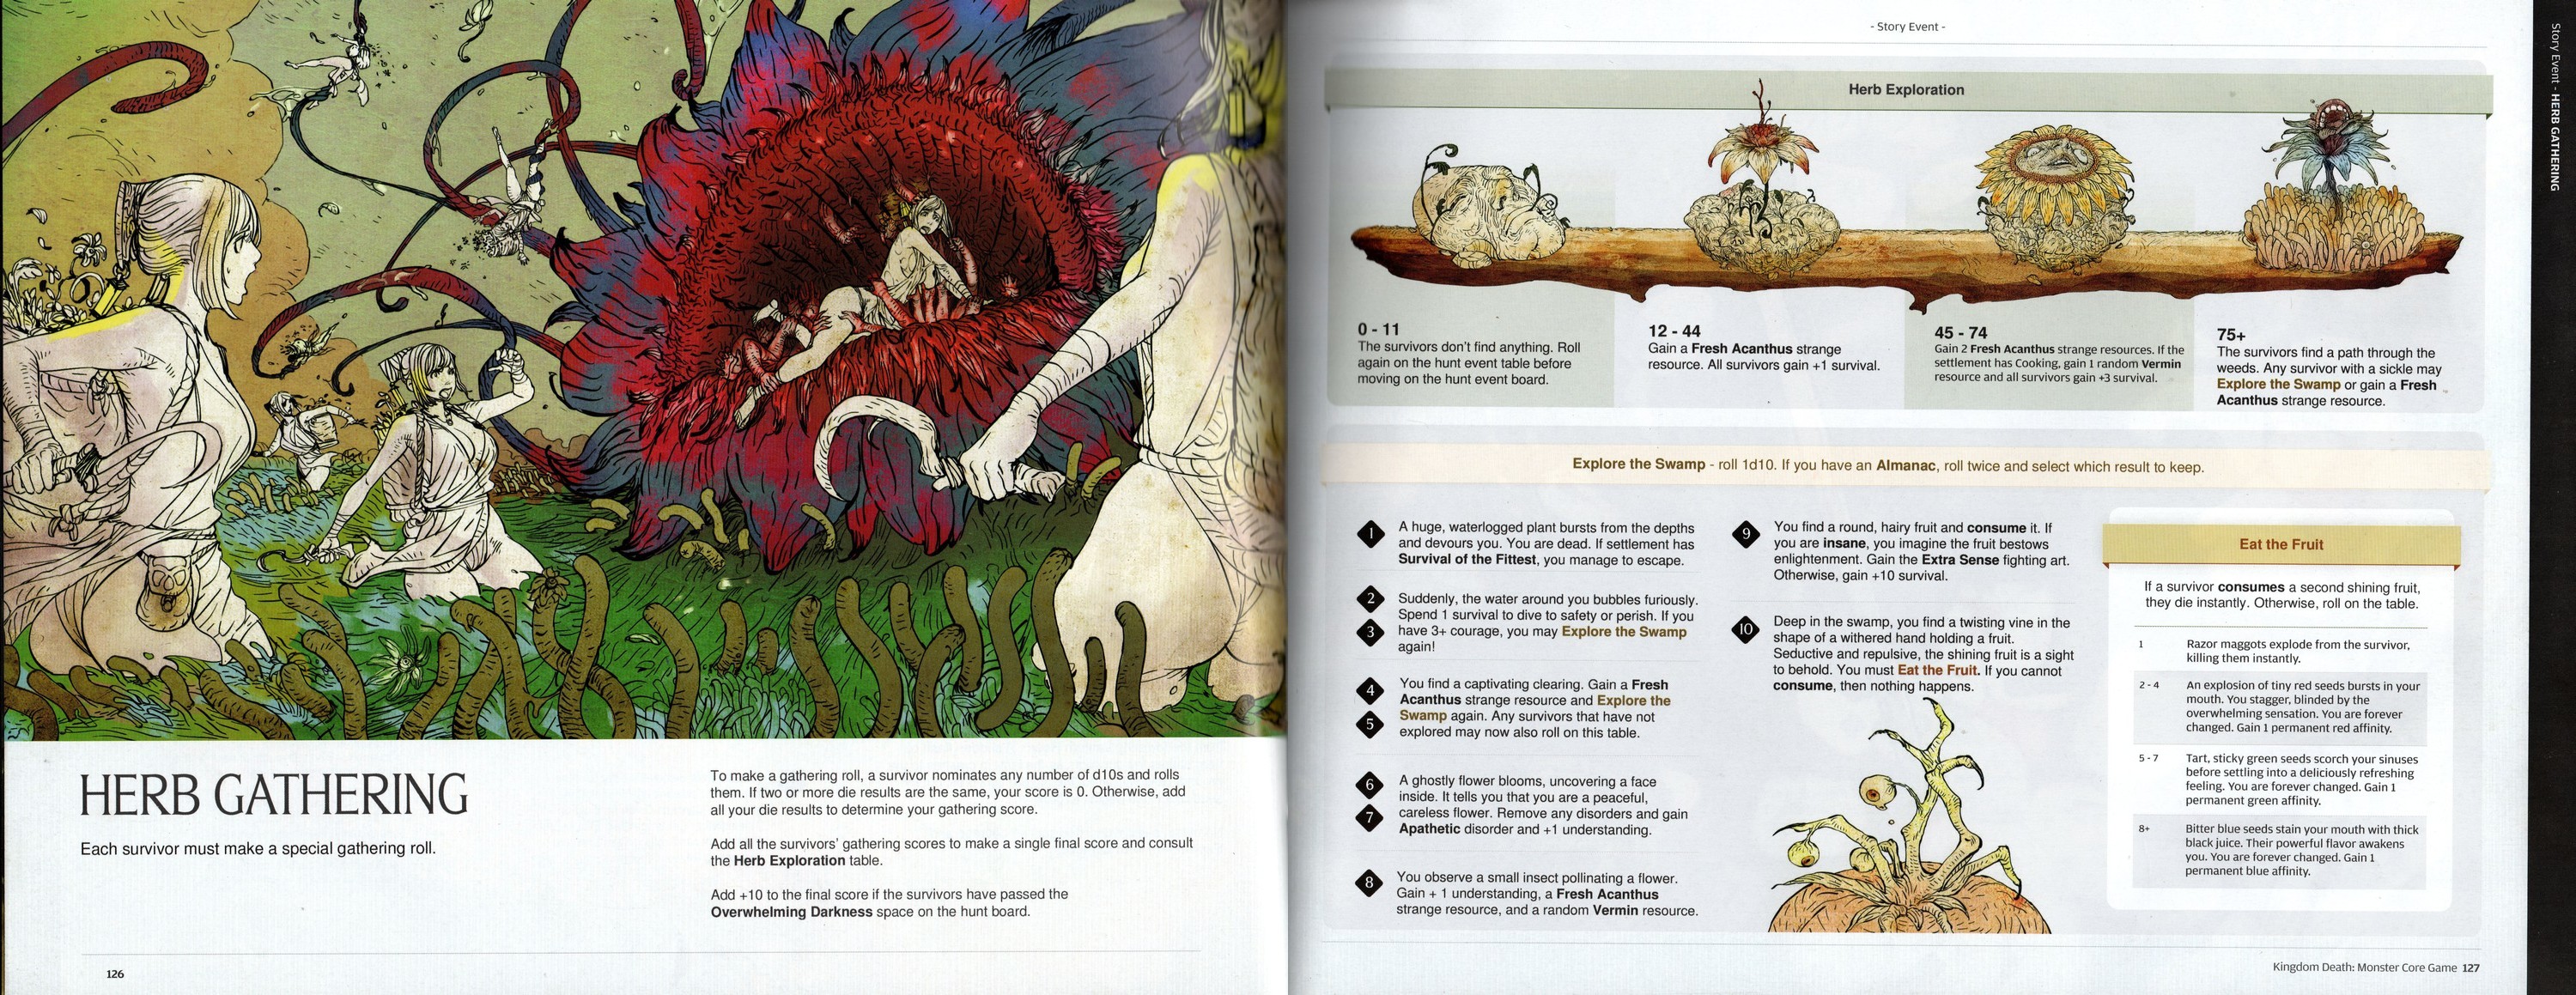 HERB GATHERING
Each survivor must make a special gathering roll.
To make a gathering roll, a survivor nominates any number of d10s and rolls
them. If two or more die results are the same, your score is 0. Otherwise, add
all your die results to determine your gathering score.
Add all the survivors' gathering scores to make a single final score and consult
the Herb Exploration table.
Add +10 to the final score if the survivors have passed the
Overwhelming Darkness space on the hunt board.
126
- Story Event -
Herb Exploration
0 - 11
The survivors don't find anything. Roll
again on the hunt event table before
moving on the hunt event board.
12 - 44
Gain a Fresh Acanthus strange
resource. All survivors gain +1 survival.
45 - 74
Gain 2 Fresh Acanthus strange resources. If the
settlement has Cooking, gain 1 random Vermin
resource and all survivors gain +3 survival.
75+
The survivors find a path through the
weeds. Any survivor with a sickle may
Explore the Swamp or gain a Fresh
Acanthus strange resource.
Explore the Swamp - roll 1d10. If you have an Almanac, roll twice and select which result to keep.
1
A huge, waterlogged plant bursts from the depths
and devours you. You are dead. If settlement has
Survival of the Fittest, you manage to escape.
2
3
Suddenly, the water around you bubbles furiously.
Spend 1 survival to dive to safety or perish. If you
have 3+ courage, you may Explore the Swamp
again!
4
5
You find a captivating clearing. Gain a Fresh
Acanthus strange resource and Explore the
Swamp again. Any survivors that have not
explored may now also roll on this table.
6
7
A ghostly flower blooms, uncovering a face
inside. It tells you that you are a peaceful,
careless flower. Remove any disorders and gain
Apathetic disorder and +1 understanding.
8
You observe a small insect pollinating a flower.
Gain + 1 understanding, a Fresh Acanthus
strange resource, and a random Vermin resource.
9
You find a round, hairy fruit and consume it. If
you are insane, you imagine the fruit bestows
enlightenment. Gain the Extra Sense fighting art.
Otherwise, gain +10 survival.
10
Deep in the swamp, you find a twisting vine in the
shape of a withered hand holding a fruit.
Seductive and repulsive, the shining fruit is a sight
to behold. You must Eat the Fruit. If you cannot
consume, then nothing happens.
Eat the Fruit
If a survivor consumes a second shining fruit,
they die instantly. Otherwise, roll on the table.
1
Razor maggots explode from the survivor,
killing them instantly.
2 - 4
An explosion of tiny red seeds bursts in your
mouth. You stagger, blinded by the
overwhelming sensation. You are forever
changed. Gain 1 permanent red affinity.
5 - 7
Tart, sticky green seeds scorch your sinuses
before settling into a deliciously refreshing
feeling. You are forever changed. Gain 1
permanent green affinity.
8+
Bitter blue seeds stain your mouth with thick
black juice. Their powerful flavor awakens
you. You are forever changed. Gain 1
permanent blue affinity.
Kingdom Death: Monster Core Game 127
Story Event - HERB GATHERING